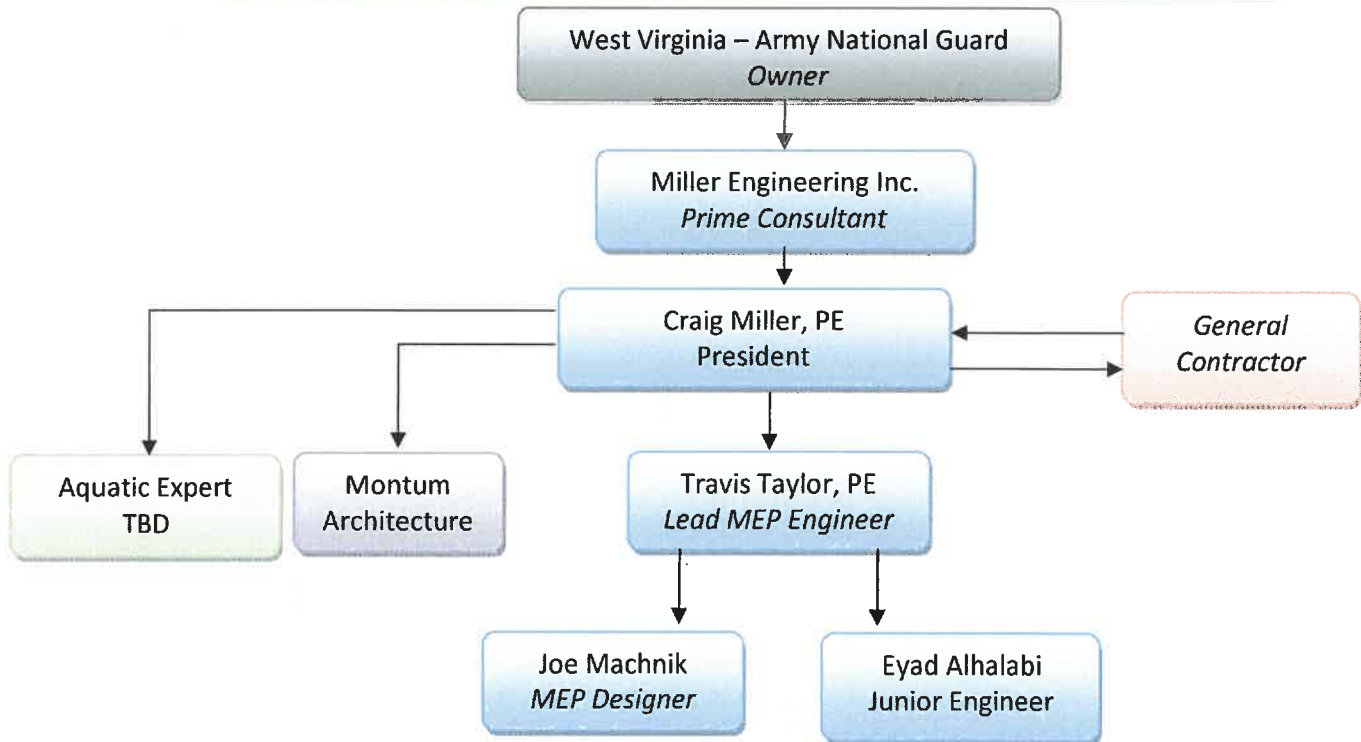 West Virginia – Army National Guard
Owner
Miller Engineering Inc.
Prime Consultant
Craig Miller, PE
President
General
Contractor
Aquatic Expert
TBD
Montum
Architecture
Travis Taylor, PE
Lead MEP Engineer
Joe Machnik
MEP Designer
Eyad Alhalabi
Junior Engineer